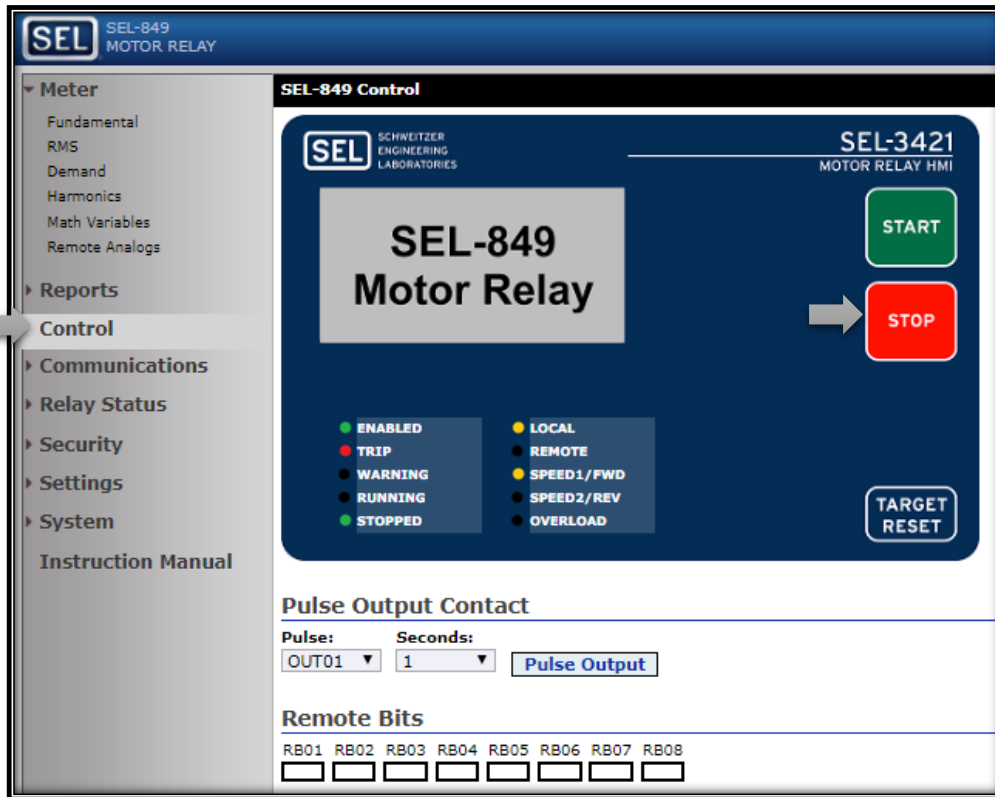 SEL
SEL-849
MOTOR RELAY
Meter
Fundamental
RMS
Demand
Harmonics
Math Variables
Remote Analogs
Reports
Control
Communications
Relay Status
Security
Settings
System
Instruction Manual
SEL-849 Control
SEL
SCHWEITZER
ENGINEERING
LABORATORIES
SEL-3421
MOTOR RELAY HMI
SEL-849
Motor Relay
START
STOP
ENABLED
TRIP
WARNING
RUNNING
STOPPED
LOCAL
REMOTE
SPEED1/FWD
SPEED2/REV
OVERLOAD
TARGET
RESET
Pulse Output Contact
Pulse: Seconds:
OUT01 1 Pulse Output
Remote Bits
RB01 RB02 RB03 RB04 RB05 RB06 RB07 RB08